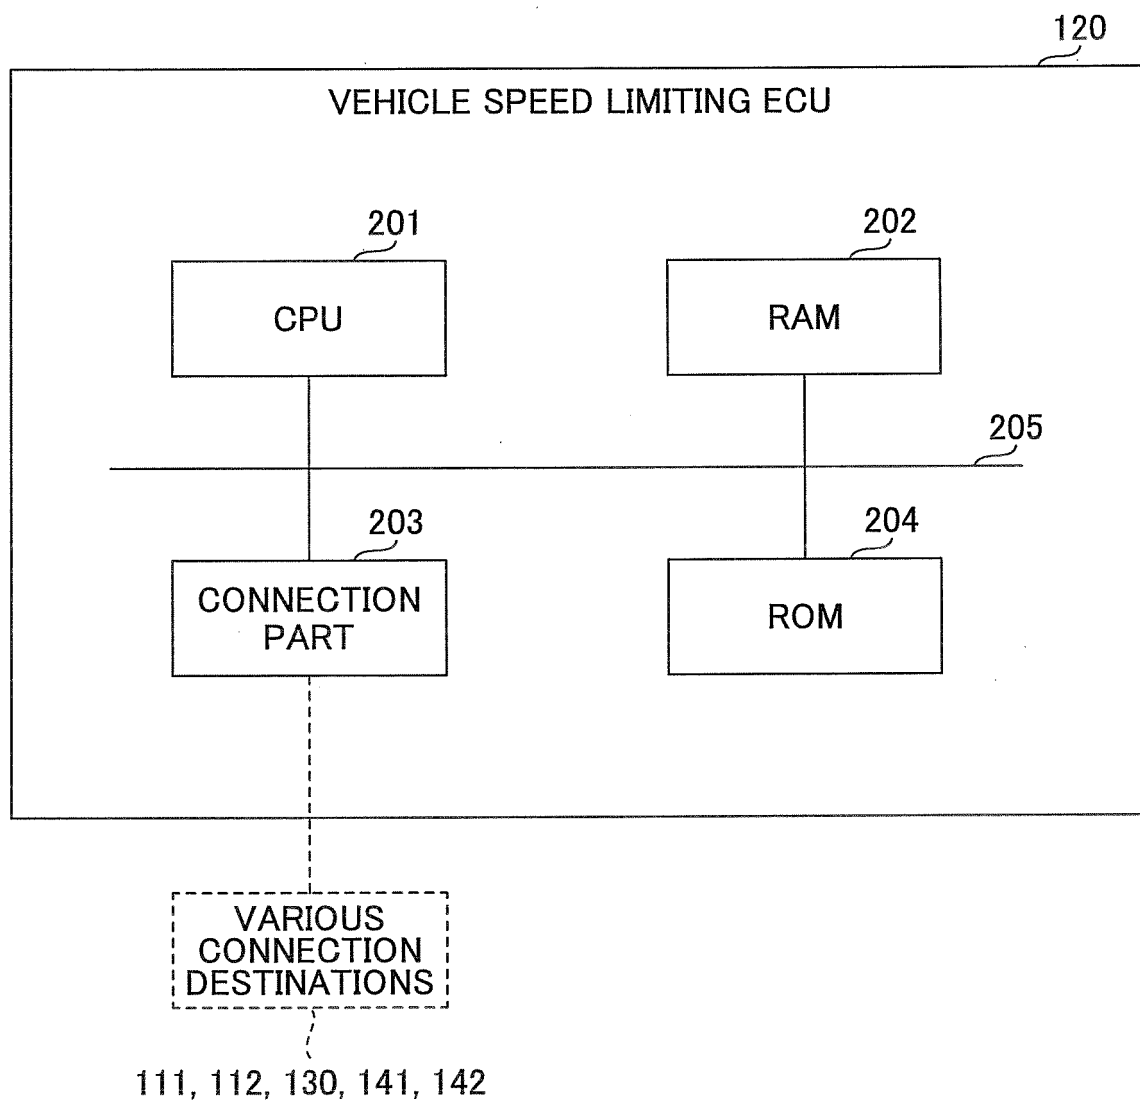 120
VEHICLE SPEED LIMITING ECU
201
202
CPU
RAM
205
203
204
CONNECTION
PART
ROM
VARIOUS
CONNECTION
DESTINATIONS
111, 112, 130, 141, 142